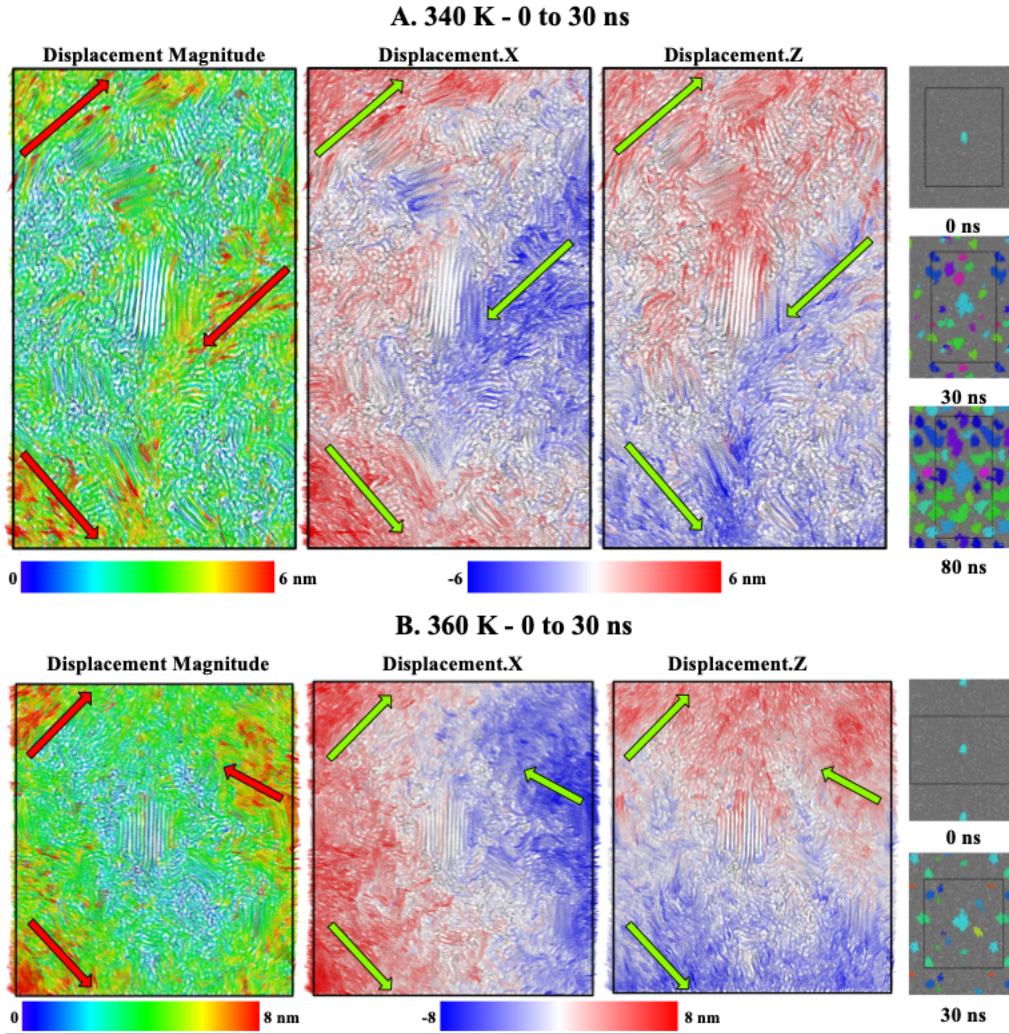 A. 340 K - 0 to 30 ns
Displacement Magnitude
Displacement.X
Displacement.Z
0 ns
30 ns
80 ns
0
6 nm
-6
6 nm
B. 360 K - 0 to 30 ns
Displacement Magnitude
Displacement.X
Displacement.Z
0 ns
30 ns
0
8 nm
-8
8 nm